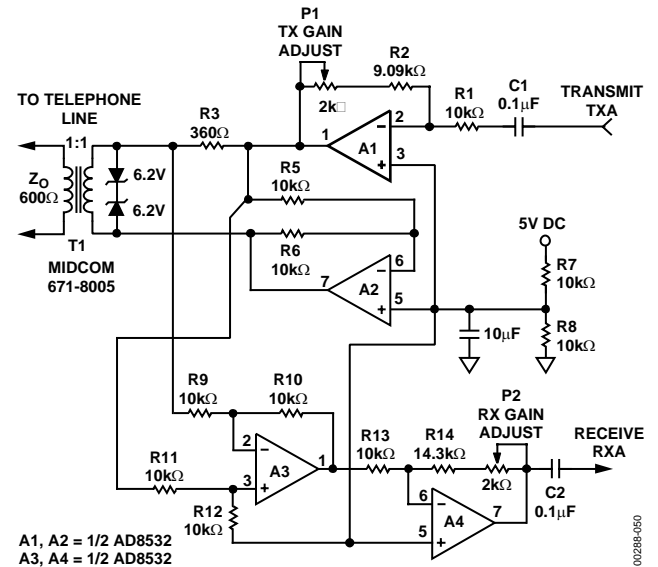 P1
TX GAIN
ADJUST
2k□
R2
9.09kΩ
R1
10kΩ
C1
0.1μF
TRANSMIT
TXA
TO TELEPHONE
LINE
1:1
R3
360Ω
1
2
3
A1
ZO
600Ω
6.2V
6.2V
T1
MIDCOM
671-8005
R5
10kΩ
R6
10kΩ
7
6
5
A2
5V DC
R7
10kΩ
R8
10kΩ
10μF
R9
10kΩ
R10
10kΩ
R11
10kΩ
R12
10kΩ
2
3
1
A3
R13
10kΩ
R14
14.3kΩ
P2
RX GAIN
ADJUST
2kΩ
RECEIVE
RXA
6
5
7
A4
C2
0.1μF
A1, A2 = 1/2 AD8532
A3, A4 = 1/2 AD8532
00288-050